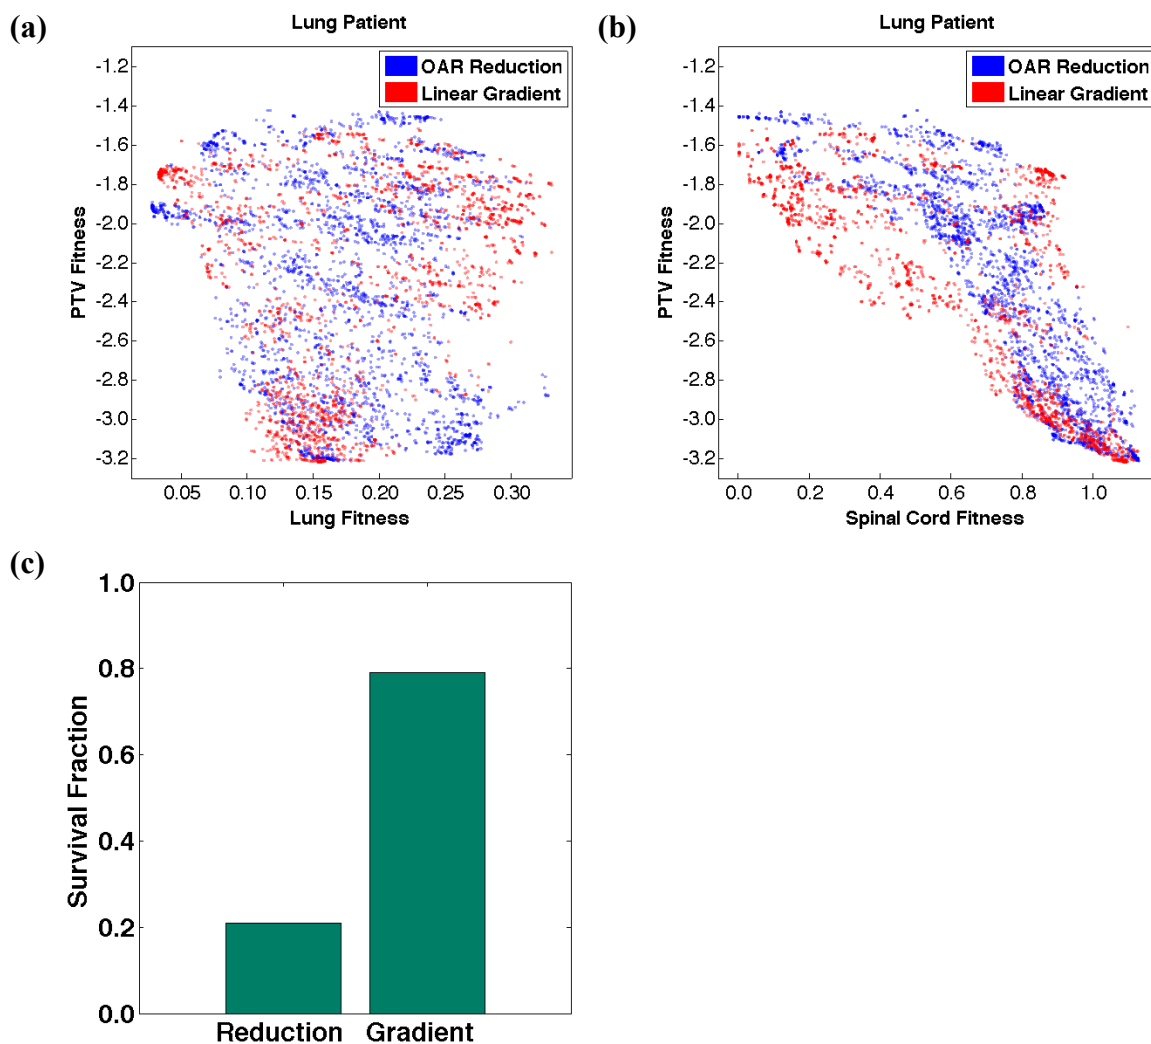 (a)
Lung Patient
OAR Reduction
Linear Gradient
-1.2
-1.4
-1.6
-1.8
-2.0
-2.2
-2.4
-2.6
-2.8
-3.0
-3.2
PTV Fitness
0.05 0.10 0.15 0.20 0.25 0.30
Lung Fitness
(b)
Lung Patient
OAR Reduction
Linear Gradient
-1.2
-1.4
-1.6
-1.8
-2.0
-2.2
-2.4
-2.6
-2.8
-3.0
-3.2
PTV Fitness
0.0 0.2 0.4 0.6 0.8 1.0
Spinal Cord Fitness
(c)
1.0
0.8
0.6
0.4
0.2
0.0
Survival Fraction
Reduction Gradient